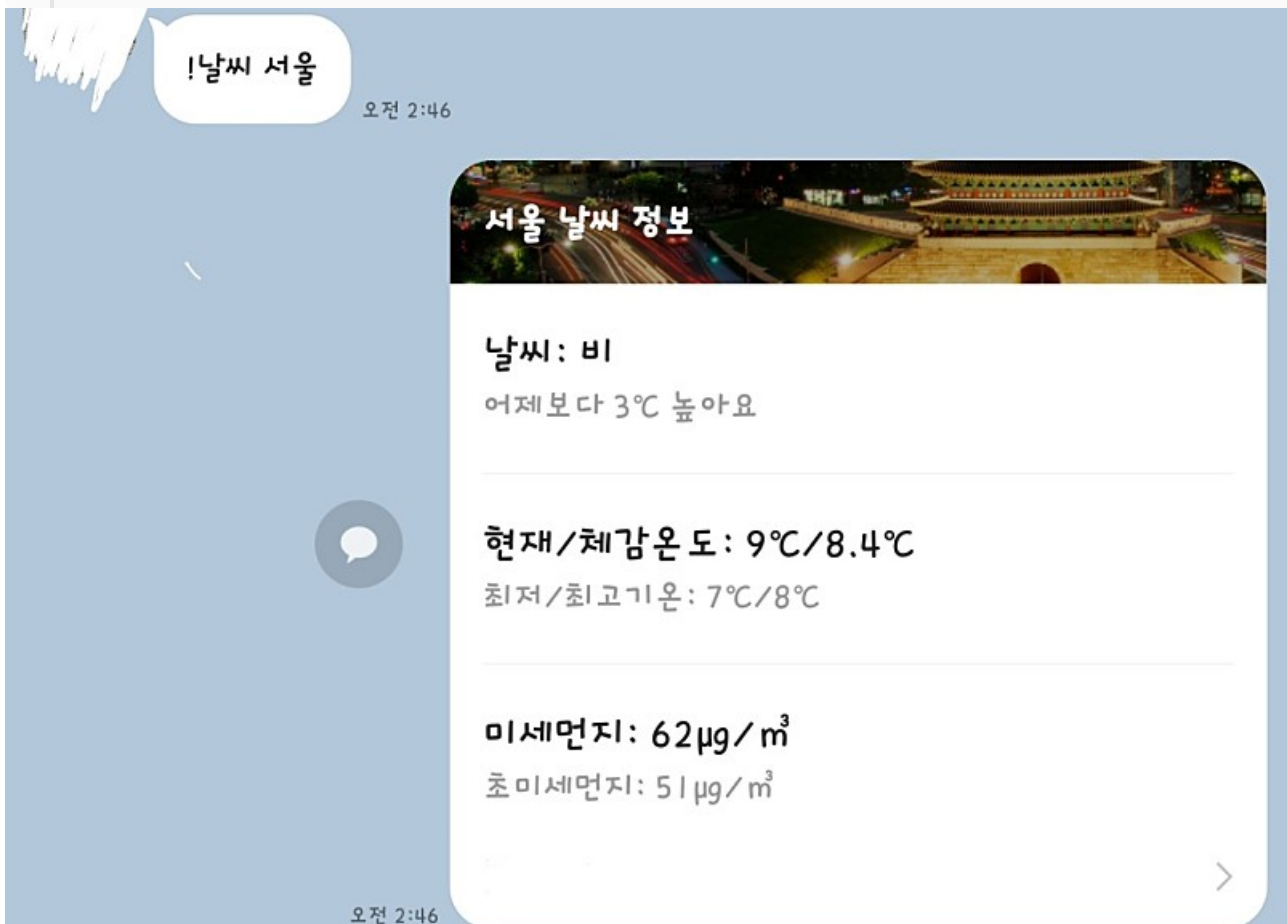 !날씨 서울
오전 2:46
서울 날씨 정보
날씨: 비
어제보다 3℃ 높아요
현재/체감온도: 9℃/8.4℃
최저/최고기온: 7℃/8℃
미세먼지: 62㎍/㎥
초미세먼지: 51㎍/㎥
오전 2:46